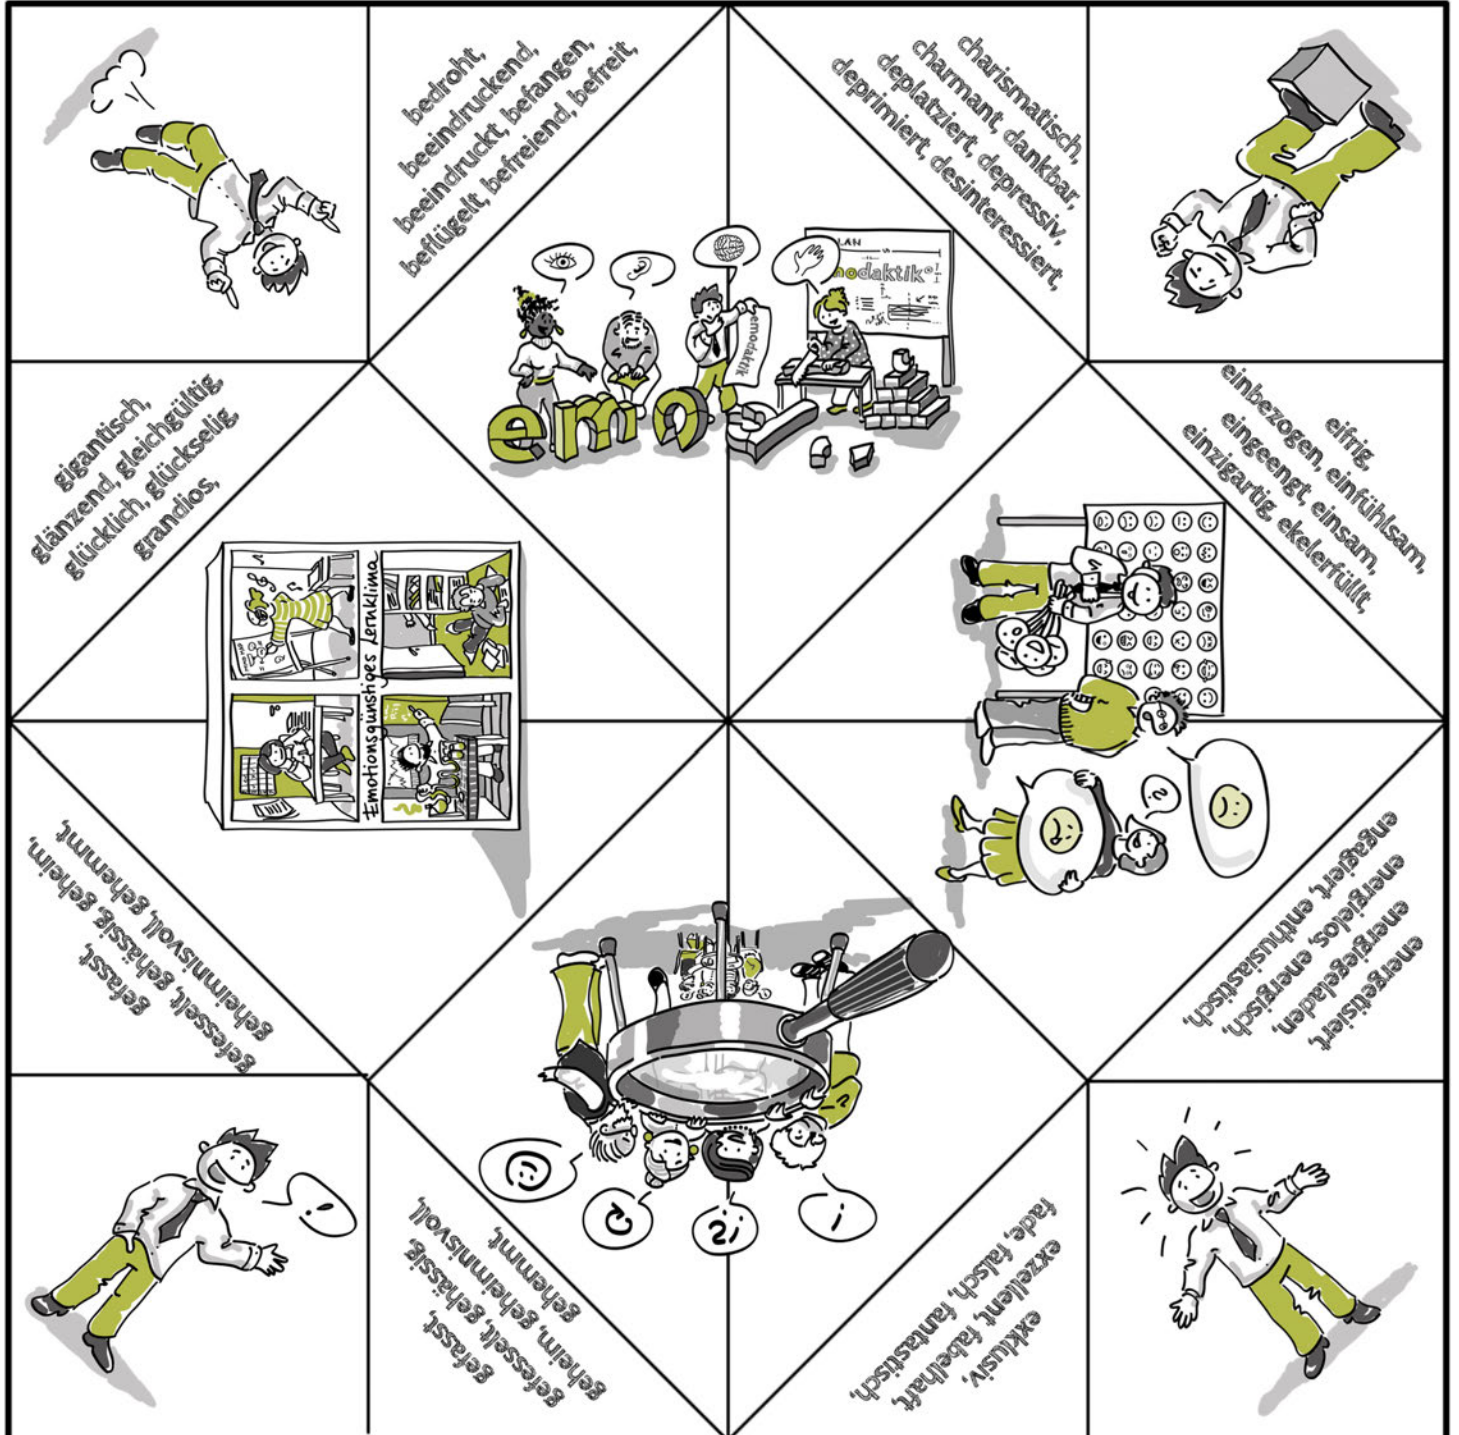 bedroht,
beeindruckend,
beeindruckt, befangen,
beflügelt, befreiend, befreit,
charismatisch,
charmant, dankbar,
deplatziert, depressiv,
deprimiert, desinteressiert,
LAN
modaktik®
emodaktik
emo
gigantisch,
glänzend, gleichgültig,
glücklich, glückselig,
grandios,
eifrig,
einbezogen, einfühlsam,
eingeengt, einsam,
einzigartig, ekelerfüllt,
Emotionsgünstiges Lernklima
?
gefasst,
gefesselt, gehässig, geheim,
geheimnisvoll, gehemmt,
energetisiert,
energiegeladen,
energielos, energisch,
engagiert, enthusiastisch,
!
?!
!
gefasst,
gefesselt, gehässig,
geheim, geheimnisvoll
gehemmt,
exklusiv,
exzellent, fabelhaft,
fade, falsch, fantastisch,
!